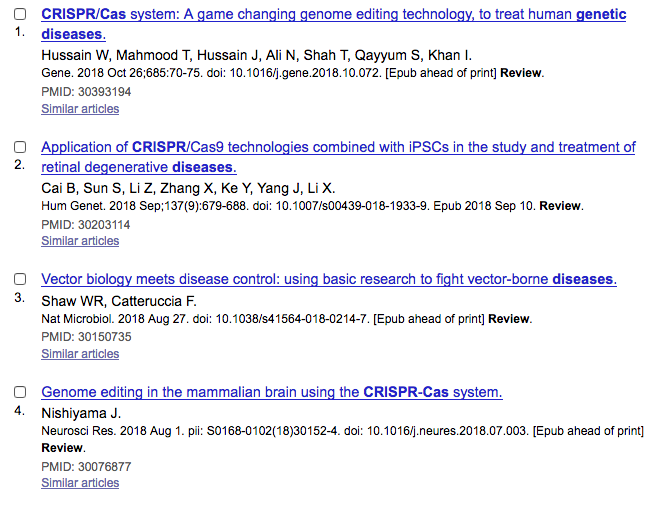 CRISPR/Cas system: A game changing genome editing technology, to treat human genetic
1. diseases.
Hussain W, Mahmood T, Hussain J, Ali N, Shah T, Qayyum S, Khan I.
Gene. 2018 Oct 26;685:70-75. doi: 10.1016/j.gene.2018.10.072. [Epub ahead of print] Review.
PMID: 30393194
Similar articles
Application of CRISPR/Cas9 technologies combined with iPSCs in the study and treatment of
2. retinal degenerative diseases.
Cai B, Sun S, Li Z, Zhang X, Ke Y, Yang J, Li X.
Hum Genet. 2018 Sep;137(9):679-688. doi: 10.1007/s00439-018-1933-9. Epub 2018 Sep 10. Review.
PMID: 30203114
Similar articles
Vector biology meets disease control: using basic research to fight vector-borne diseases.
3. Shaw WR, Catteruccia F.
Nat Microbiol. 2018 Aug 27. doi: 10.1038/s41564-018-0214-7. [Epub ahead of print] Review.
PMID: 30150735
Similar articles
Genome editing in the mammalian brain using the CRISPR-Cas system.
4. Nishiyama J.
Neurosci Res. 2018 Aug 1. pii: S0168-0102(18)30152-4. doi: 10.1016/j.neures.2018.07.003. [Epub ahead of print]
Review.
PMID: 30076877
Similar articles